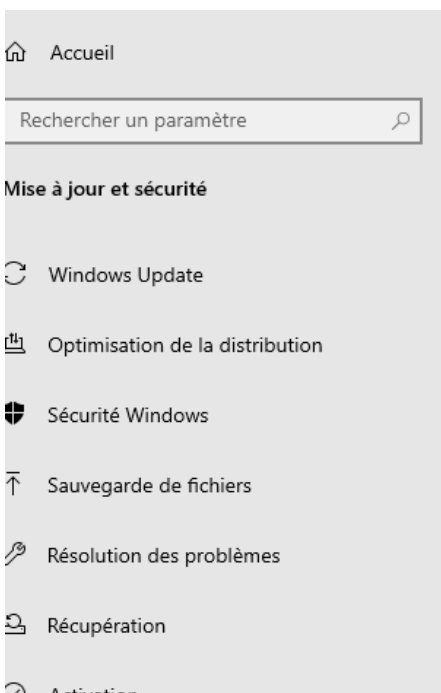 Accueil
Rechercher un paramètre
Mise à jour et sécurité
Windows Update
Optimisation de la distribution
Sécurité Windows
Sauvegarde de fichiers
Résolution des problèmes
Récupération
Activation